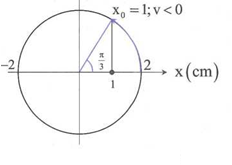 x₀ = 1; v < 0
π/3
-2
2
x(cm)
1